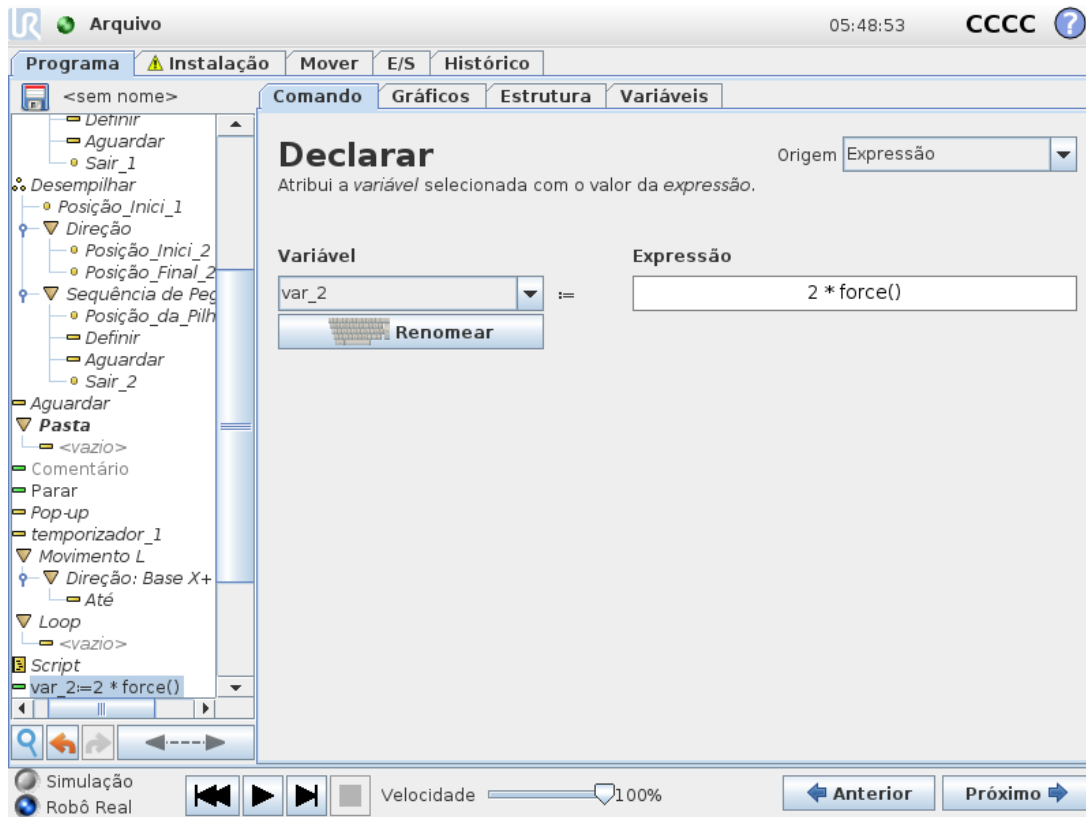 UR Arquivo 05:48:53 CCCC ?
Programa Instalação Mover E/S Histórico
<sem nome> Comando Gráficos Estrutura Variáveis
Definir
Aguardar
Sair_1
Desempilhar
Posição_Inici_1
Direção
Posição_Inici_2
Posição_Final_2
Sequência de Peg
Posição_da_Pilh
Definir
Aguardar
Sair_2
Aguardar
Pasta
<vazio>
Comentário
Parar
Pop-up
temporizador_1
Movimento L
Direção: Base X+
Até
Loop
<vazio>
Script
var_2:=2 * force()
Declarar
Origem Expressão
Atribui a variável selecionada com o valor da expressão.
Variável Expressão
var_2 := 2 * force()
Renomear
Simulação
Robô Real
Velocidade 100%
Anterior Próximo